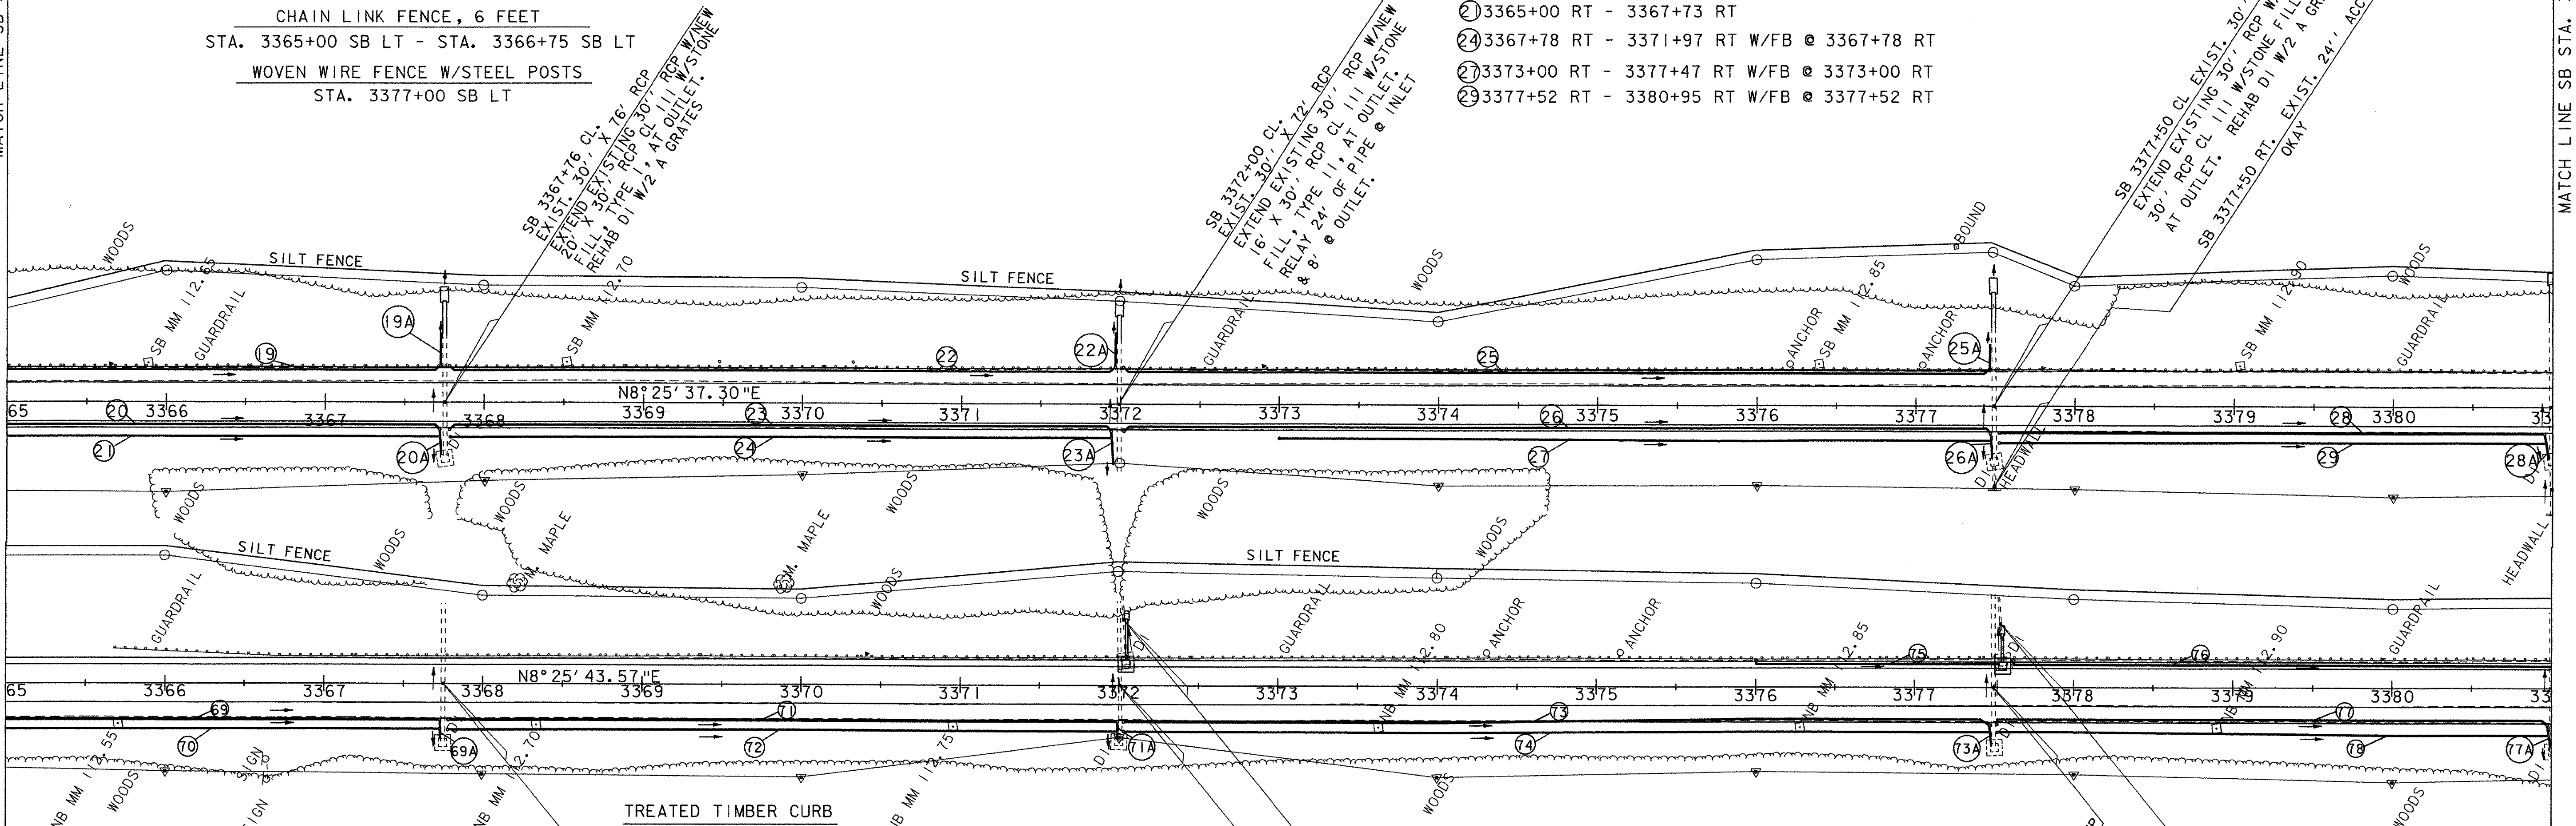 CHAIN LINK FENCE, 6 FEET
STA. 3365+00 SB LT - STA. 3366+75 SB LT
WOVEN WIRE FENCE W/STEEL POSTS
STA. 3377+00 SB LT
21 3365+00 RT - 3367+73 RT
24 3367+78 RT - 3371+97 RT W/FB @ 3367+78 RT
27 3373+00 RT - 3377+47 RT W/FB @ 3373+00 RT
29 3377+52 RT - 3380+95 RT W/FB @ 3377+52 RT
SB 3367+76 CL.
EXIST. 30'' X 76' RCP
EXTEND EXISTING 30'' RCP W/NEW
20' X 30'' RCP CL III W/STONE
FILL, TYPE I, AT OUTLET.
REHAB DI W/2 A GRATES
SB 3372+00 CL.
EXIST. 30'' X 72' RCP
EXTEND EXISTING 30'' RCP W/NEW
16' X 30'' RCP CL III W/STONE
FILL, TYPE II, AT OUTLET.
RELAY 24' OF PIPE @ INLET
& 8' @ OUTLET.
SB 3377+50 CL EXIST. 30''
EXTEND EXISTING 30'' RCP
30'' RCP CL III W/STONE FILL
AT OUTLET. REHAB DI W/2 A
SB 3377+50 RT. EXIST. 24''
OKAY
MATCH LINE SB STA.
WOODS
SILT FENCE
SILT FENCE
WOODS
BOUND
WOODS
WOODS
SB MM 112.65
GUARDRAIL
19A
SB MM 112.70
22A
GUARDRAIL
ANCHOR
SB MM 112.85
ANCHOR
25A
SB MM 112.90
GUARDRAIL
19
22
25
N8°25'37.30"E
65 3366 3367 3368 3369 3370 3371 3372 3373 3374 3375 3376 3377 3378 3379 3380
20 23 26 28
21 20A DI 24 23A 27 26A DI HEADWALL 29 28A
WOODS
WOODS
WOODS
WOODS
WOODS
MAPLE
M. MAPLE
WOODS
WOODS
SILT FENCE
SILT FENCE
WOODS
HEADWALL
GUARDRAIL
GUARDRAIL
NB MM 112.80
ANCHOR
ANCHOR
NB MM 112.85
75
76
NB MM 112.90
GUARDRAIL
DI
DI
N8°25'43.57"E
65 3366 3367 3368 3369 3370 3371 3372 3373 3374 3375 3376 3377 3378 3379 3380
69 71 73 77
70 DI 69A 72 DI 71A 74 73A DI 78 77A DI
NB MM 112.55
WOODS
SIGN
NB MM 112.70
WOODS
WOODS
WOODS
TREATED TIMBER CURB